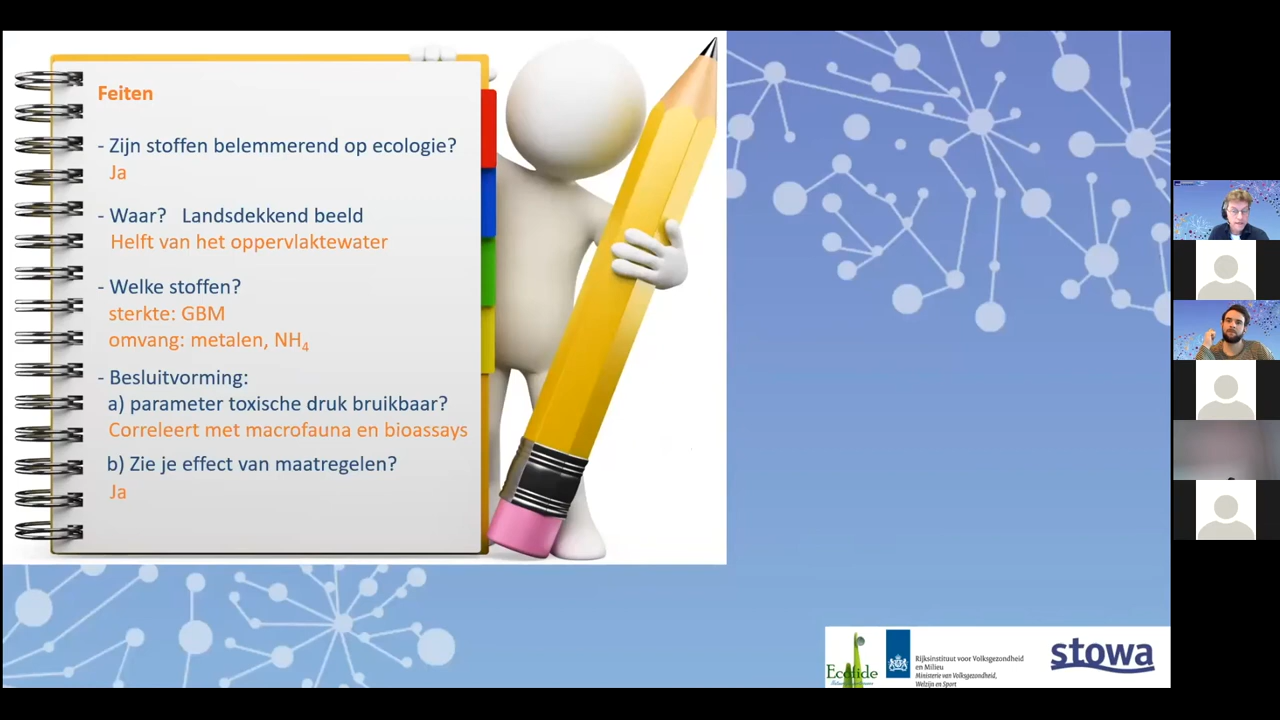 Feiten
- Zijn stoffen belemmerend op ecologie?
Ja
- Waar? Landsdekkend beeld
Helft van het oppervlaktewater
- Welke stoffen?
sterkte: GBM
omvang: metalen, NH4
- Besluitvorming:
a) parameter toxische druk bruikbaar?
Correleert met macrofauna en bioassays
b) Zie je effect van maatregelen?
Ja
Ecofide
Rijksinstituut voor Volksgezondheid
en Milieu
Ministerie van Volksgezondheid,
Welzijn en Sport
stowa